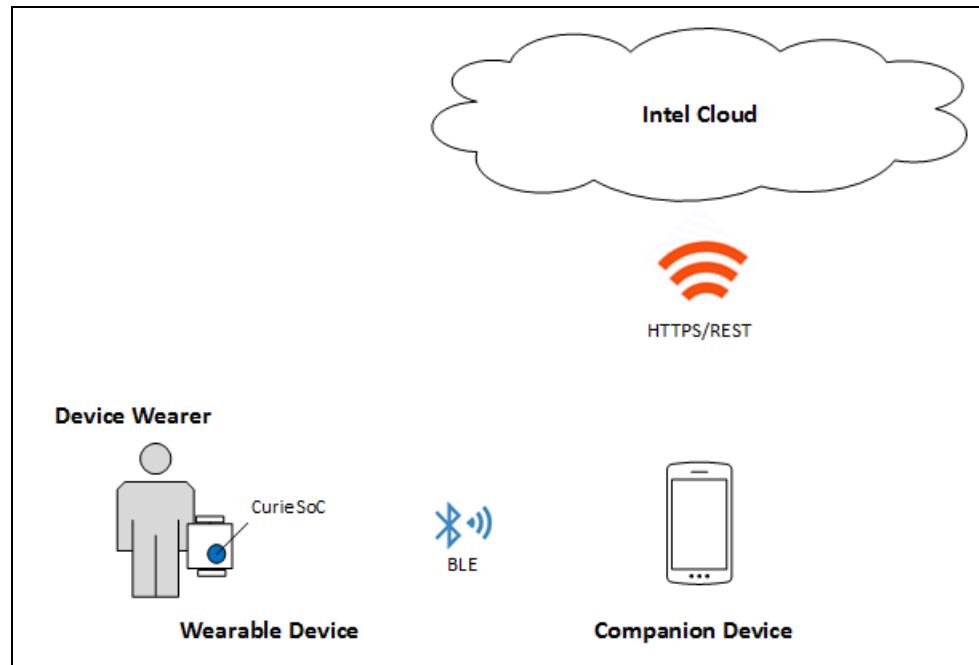 Intel Cloud
HTTPS/REST
Device Wearer
CurieSoC
BLE
Wearable Device
Companion Device